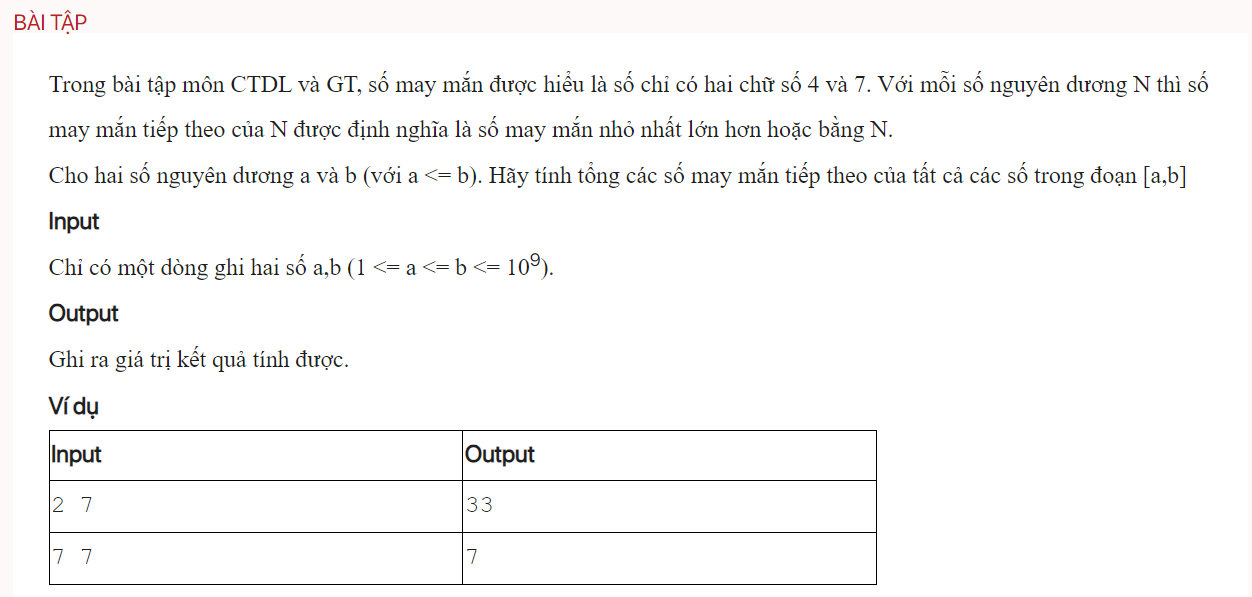 BÀI TẬP
Trong bài tập môn CTDL và GT, số may mắn được hiểu là số chỉ có hai chữ số 4 và 7. Với mỗi số nguyên dương N thì số
may mắn tiếp theo của N được định nghĩa là số may mắn nhỏ nhất lớn hơn hoặc bằng N.
Cho hai số nguyên dương a và b (với a <= b). Hãy tính tổng các số may mắn tiếp theo của tất cả các số trong đoạn [a,b]
Input
Chỉ có một dòng ghi hai số a,b (1 <= a <= b <= 10⁹).
Output
Ghi ra giá trị kết quả tính được.
Ví dụ
Input Output
2 7 33
7 7 7